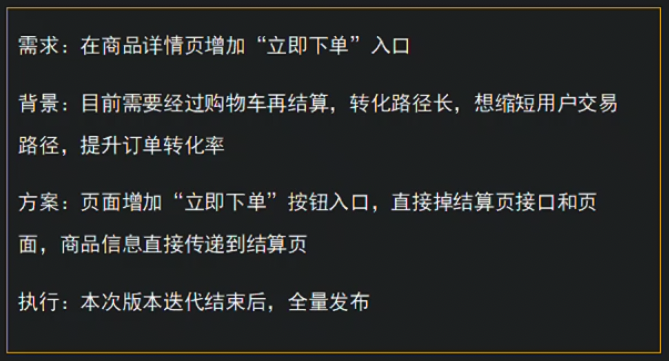 需求：在商品详情页增加“立即下单”入口
背景：目前需要经过购物车再结算，转化路径长，想缩短用户交易
路径，提升订单转化率
方案：页面增加“立即下单”按钮入口，直接掉结算页接口和页
面，商品信息直接传递到结算页
执行：本次版本迭代结束后，全量发布